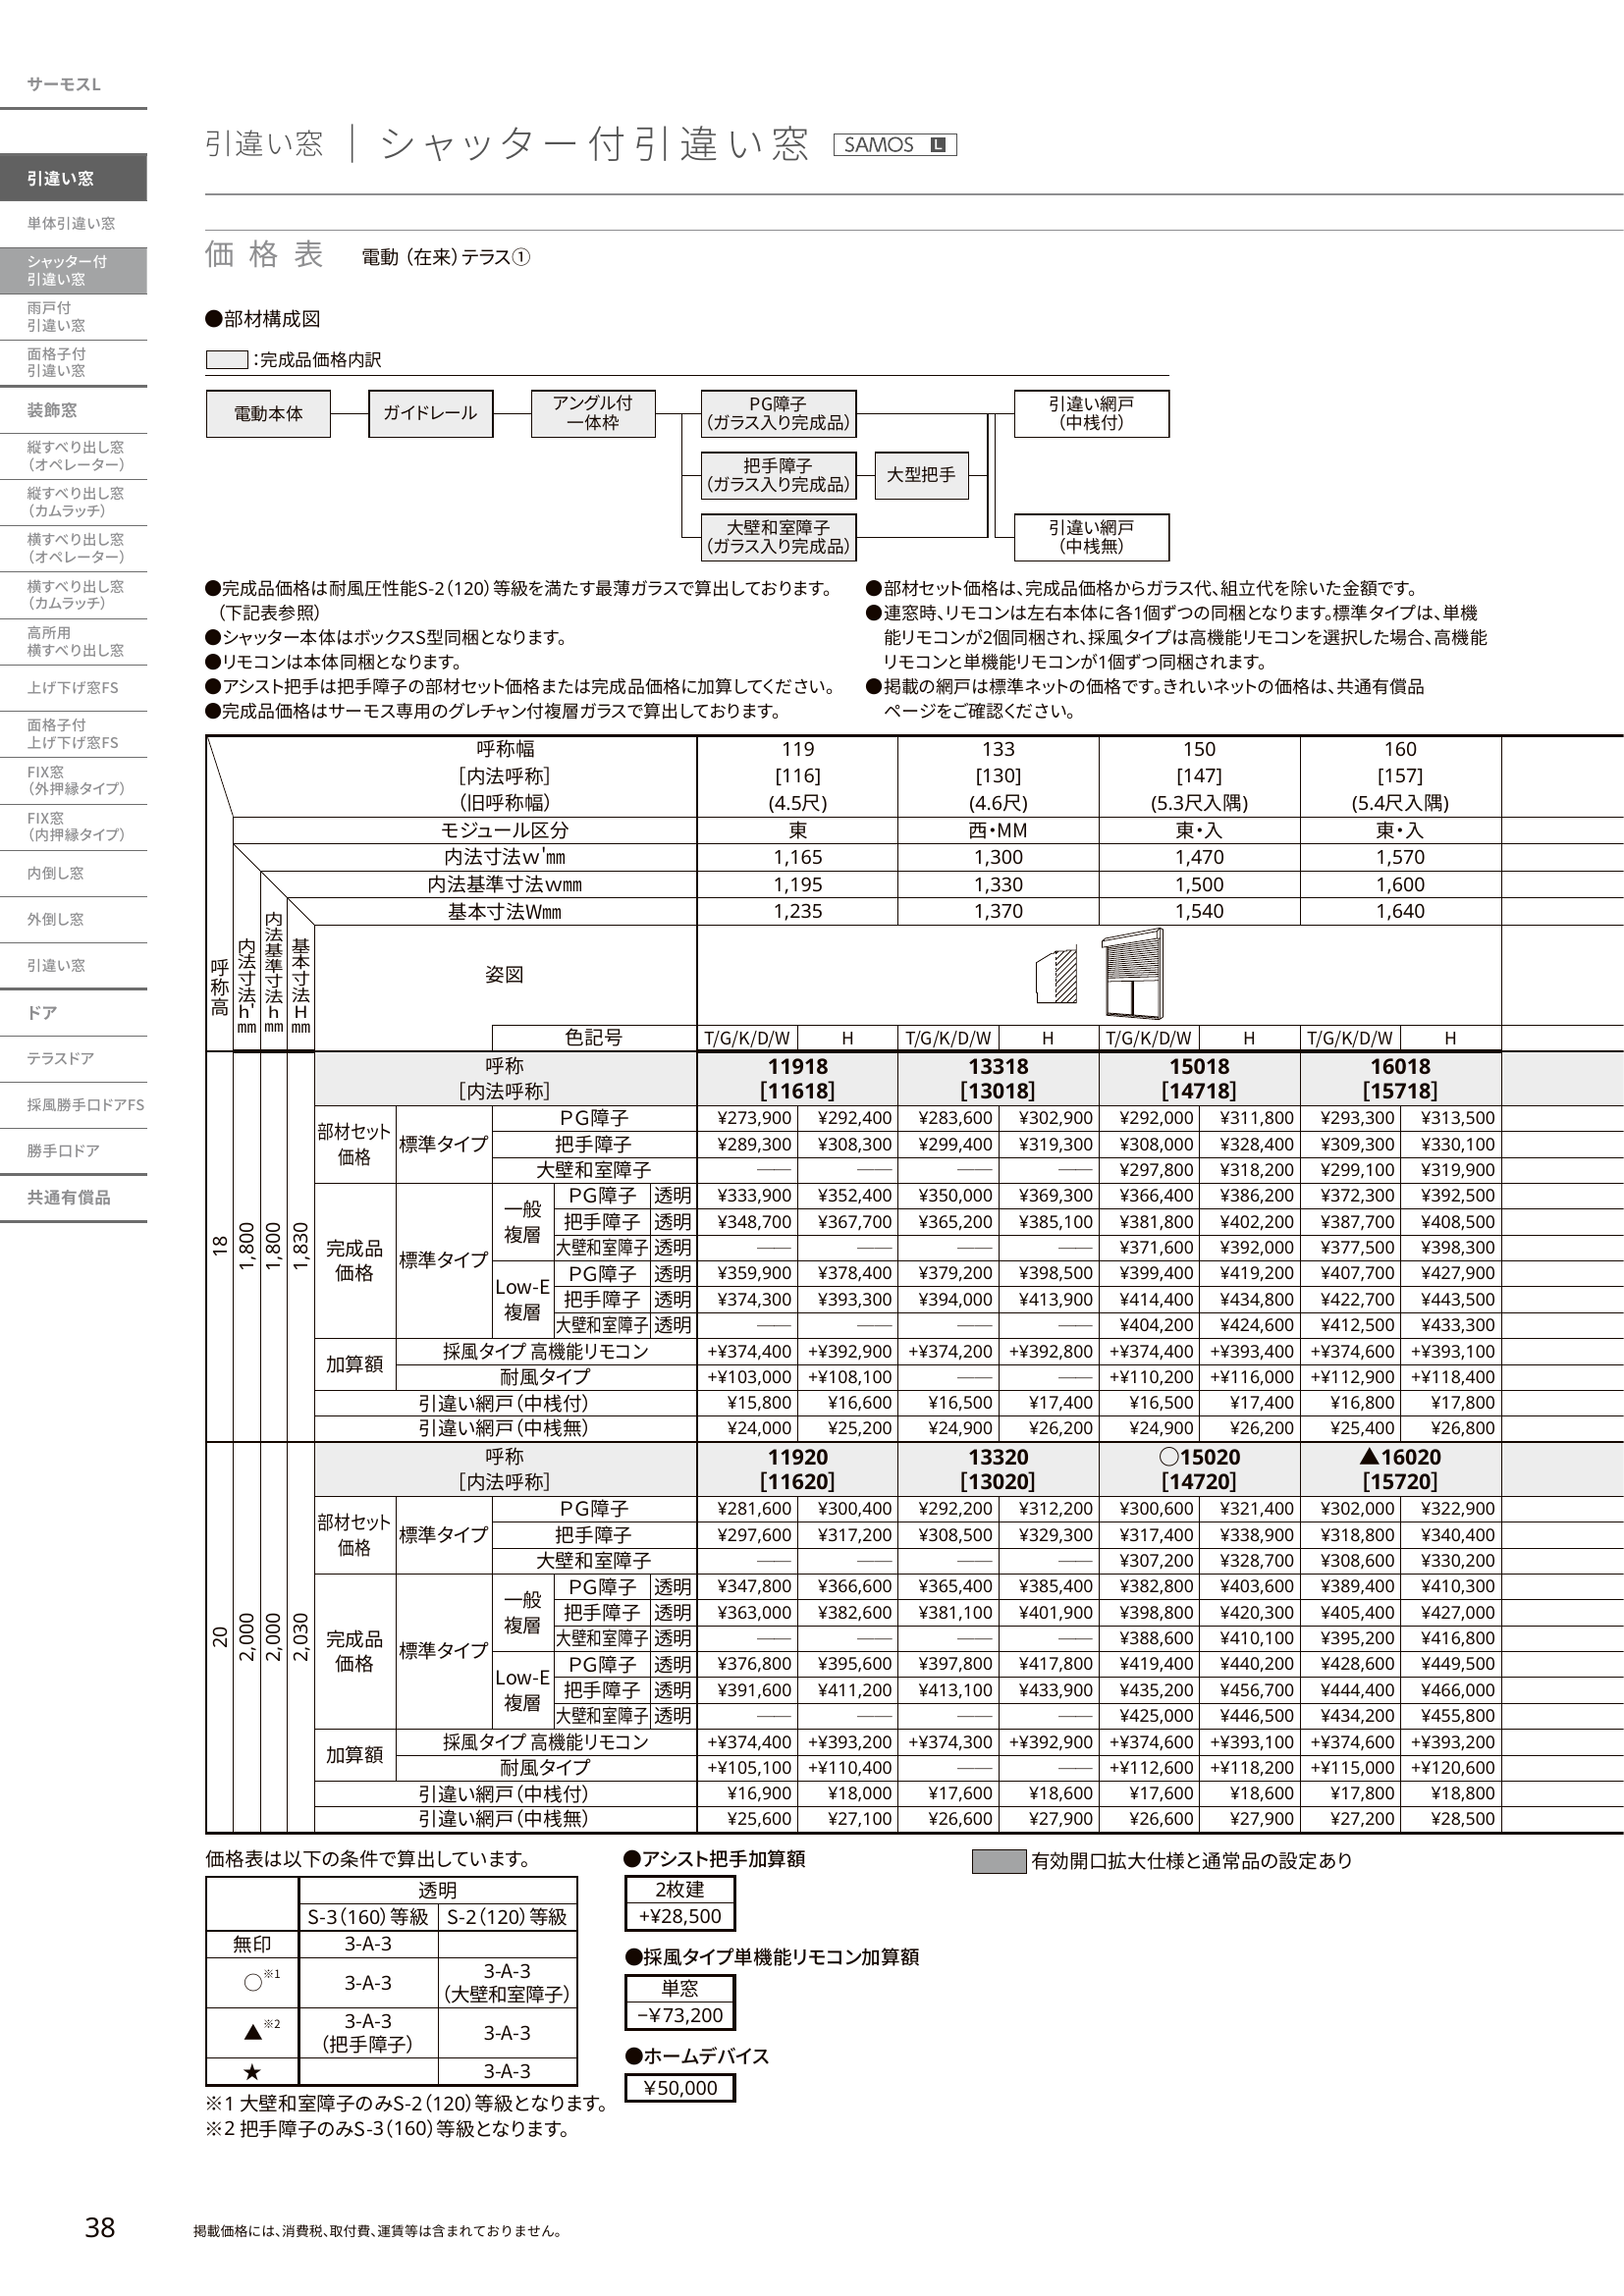 サーモスL
引違い窓
単体引違い窓
シャッター付
引違い窓
雨戸付
引違い窓
面格子付
引違い窓
装飾窓
縦すべり出し窓
（オペレーター）
縦すべり出し窓
（カムラッチ）
横すべり出し窓
（オペレーター）
横すべり出し窓
（カムラッチ）
高所用
横すべり出し窓
上げ下げ窓FS
面格子付
上げ下げ窓FS
FIX窓
（外押縁タイプ）
FIX窓
（内押縁タイプ）
内倒し窓
外倒し窓
引違い窓
ドア
テラスドア
採風勝手口ドアFS
勝手口ドア
共通有償品
引違い窓｜シャッター付引違い窓 SAMOS L
価格表 電動（在来）テラス①
●部材構成図
：完成品価格内訳
電動本体 ガイドレール アングル付 一体枠 PG障子 （ガラス入り完成品） 引違い網戸 （中桟付）
把手障子 （ガラス入り完成品） 大型把手
大壁和室障子 （ガラス入り完成品） 引違い網戸 （中桟無）
●完成品価格は耐風圧性能S-2（120）等級を満たす最薄ガラスで算出しております。
（下記表参照）
●シャッター本体はボックスS型同梱となります。
●リモコンは本体同梱となります。
●アシスト把手は把手障子の部材セット価格または完成品価格に加算してください。
●完成品価格はサーモス専用のグレチャン付複層ガラスで算出しております。
●部材セット価格は、完成品価格からガラス代、組立代を除いた金額です。
●連窓時、リモコンは左右本体に各1個ずつの同梱となります。標準タイプは、単機
能リモコンが2個同梱され、採風タイプは高機能リモコンを選択した場合、高機能
リモコンと単機能リモコンが1個ずつ同梱されます。
●掲載の網戸は標準ネットの価格です。きれいネットの価格は、共通有償品
ページをご確認ください。
呼称幅 119 133 150 160
［内法呼称］ [116] [130] [147] [157]
（旧呼称幅） (4.5尺) (4.6尺) (5.3尺入隅) (5.4尺入隅)
モジュール区分 東 西・MM 東・入 東・入
内法寸法w'㎜ 1,165 1,300 1,470 1,570
内法基準寸法w㎜ 1,195 1,330 1,500 1,600
基本寸法W㎜ 1,235 1,370 1,540 1,640
呼称高 内法寸法h'㎜ 内法基準寸法h㎜ 基本寸法H㎜
姿図
色記号 T/G/K/D/W H T/G/K/D/W H T/G/K/D/W H T/G/K/D/W H
18 1,800 1,800 1,830
呼称 11918 13318 15018 16018
［内法呼称］ [11618] [13018] [14718] [15718]
部材セット価格 標準タイプ PG障子 ¥273,900 ¥292,400 ¥283,600 ¥302,900 ¥292,000 ¥311,800 ¥293,300 ¥313,500
把手障子 ¥289,300 ¥308,300 ¥299,400 ¥319,300 ¥308,000 ¥328,400 ¥309,300 ¥330,100
大壁和室障子 —— —— —— —— ¥297,800 ¥318,200 ¥299,100 ¥319,900
完成品価格 標準タイプ 一般複層 PG障子 透明 ¥333,900 ¥352,400 ¥350,000 ¥369,300 ¥366,400 ¥386,200 ¥372,300 ¥392,500
把手障子 透明 ¥348,700 ¥367,700 ¥365,200 ¥385,100 ¥381,800 ¥402,200 ¥387,700 ¥408,500
大壁和室障子 透明 —— —— —— —— ¥371,600 ¥392,000 ¥377,500 ¥398,300
Low-E複層 PG障子 透明 ¥359,900 ¥378,400 ¥379,200 ¥398,500 ¥399,400 ¥419,200 ¥407,700 ¥427,900
把手障子 透明 ¥374,300 ¥393,300 ¥394,000 ¥413,900 ¥414,400 ¥434,800 ¥422,700 ¥443,500
大壁和室障子 透明 —— —— —— —— ¥404,200 ¥424,600 ¥412,500 ¥433,300
加算額 採風タイプ 高機能リモコン +¥374,400 +¥392,900 +¥374,200 +¥392,800 +¥374,400 +¥393,400 +¥374,600 +¥393,100
耐風タイプ +¥103,000 +¥108,100 —— —— +¥110,200 +¥116,000 +¥112,900 +¥118,400
引違い網戸（中桟付） ¥15,800 ¥16,600 ¥16,500 ¥17,400 ¥16,500 ¥17,400 ¥16,800 ¥17,800
引違い網戸（中桟無） ¥24,000 ¥25,200 ¥24,900 ¥26,200 ¥24,900 ¥26,200 ¥25,400 ¥26,800
20 2,000 2,000 2,030
呼称 11920 13320 ○15020 ▲16020
［内法呼称］ [11620] [13020] [14720] [15720]
部材セット価格 標準タイプ PG障子 ¥281,600 ¥300,400 ¥292,200 ¥312,200 ¥300,600 ¥321,400 ¥302,000 ¥322,900
把手障子 ¥297,600 ¥317,200 ¥308,500 ¥329,300 ¥317,400 ¥338,900 ¥318,800 ¥340,400
大壁和室障子 —— —— —— —— ¥307,200 ¥328,700 ¥308,600 ¥330,200
完成品価格 標準タイプ 一般複層 PG障子 透明 ¥347,800 ¥366,600 ¥365,400 ¥385,400 ¥382,800 ¥403,600 ¥389,400 ¥410,300
把手障子 透明 ¥363,000 ¥382,600 ¥381,100 ¥401,900 ¥398,800 ¥420,300 ¥405,400 ¥427,000
大壁和室障子 透明 —— —— —— —— ¥388,600 ¥410,100 ¥395,200 ¥416,800
Low-E複層 PG障子 透明 ¥376,800 ¥395,600 ¥397,800 ¥417,800 ¥419,400 ¥440,200 ¥428,600 ¥449,500
把手障子 透明 ¥391,600 ¥411,200 ¥413,100 ¥433,900 ¥435,200 ¥456,700 ¥444,400 ¥466,000
大壁和室障子 透明 —— —— —— —— ¥425,000 ¥446,500 ¥434,200 ¥455,800
加算額 採風タイプ 高機能リモコン +¥374,400 +¥393,200 +¥374,300 +¥392,900 +¥374,600 +¥393,100 +¥374,600 +¥393,200
耐風タイプ +¥105,100 +¥110,400 —— —— +¥112,600 +¥118,200 +¥115,000 +¥120,600
引違い網戸（中桟付） ¥16,900 ¥18,000 ¥17,600 ¥18,600 ¥17,600 ¥18,600 ¥17,800 ¥18,800
引違い網戸（中桟無） ¥25,600 ¥27,100 ¥26,600 ¥27,900 ¥26,600 ¥27,900 ¥27,200 ¥28,500
価格表は以下の条件で算出しています。
透明
S-3（160）等級 S-2（120）等級
無印 3-A-3
○※1 3-A-3 3-A-3 （大壁和室障子）
▲※2 3-A-3 （把手障子） 3-A-3
★ 3-A-3
※1 大壁和室障子のみS-2（120）等級となります。
※2 把手障子のみS-3（160）等級となります。
●アシスト把手加算額
2枚建
+¥28,500
●採風タイプ単機能リモコン加算額
単窓
−¥73,200
●ホームデバイス
¥50,000
有効開口拡大仕様と通常品の設定あり
38 掲載価格には、消費税、取付費、運賃等は含まれておりません。